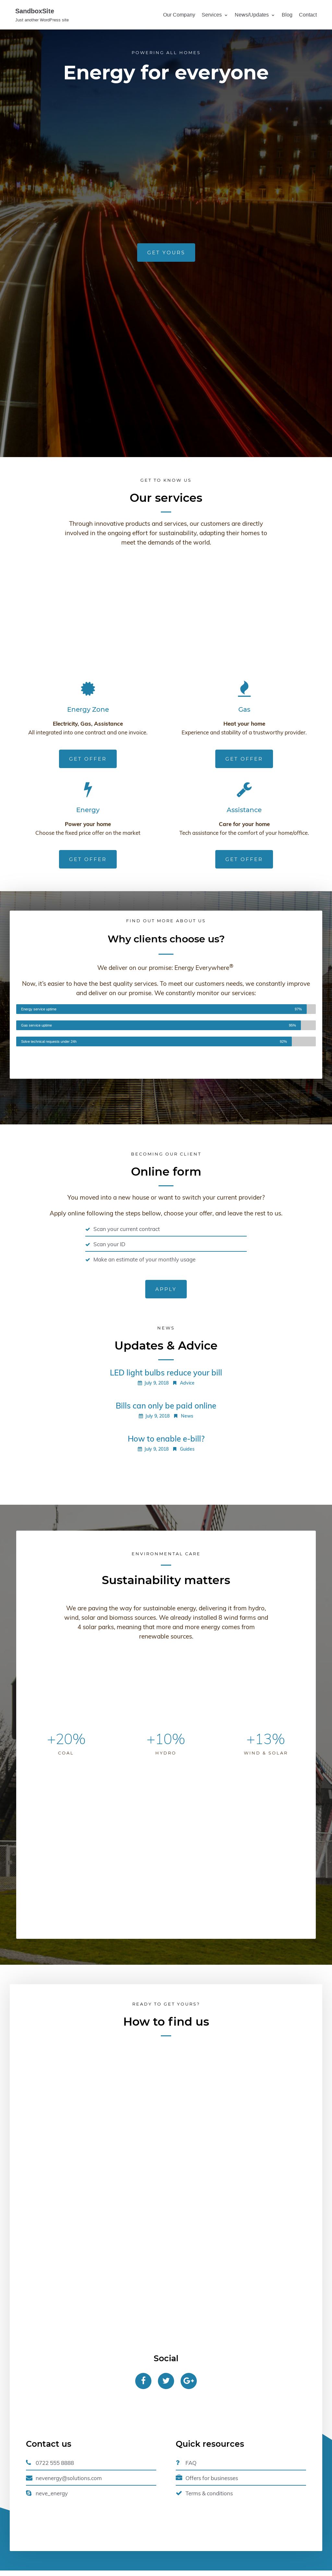 SandboxSite
Just another WordPress site
Our Company Services News/Updates Blog Contact
POWERING ALL HOMES
Energy for everyone
GET YOURS
GET TO KNOW US
Our services
Through innovative products and services, our customers are directly
involved in the ongoing effort for sustainability, adapting their homes to
meet the demands of the world.
Energy Zone
Electricity, Gas, Assistance
All integrated into one contract and one invoice.
GET OFFER
Gas
Heat your home
Experience and stability of a trustworthy provider.
GET OFFER
Energy
Power your home
Choose the fixed price offer on the market
GET OFFER
Assistance
Care for your home
Tech assistance for the comfort of your home/office.
GET OFFER
FIND OUT MORE ABOUT US
Why clients choose us?
We deliver on our promise: Energy Everywhere®
Now, it's easier to have the best quality services. To meet our customers needs, we constantly improve
and deliver on our promise. We constantly monitor our services:
Energy service uptime 97%
Gas service uptime 95%
Solve technical requests under 24h 92%
BECOMING OUR CLIENT
Online form
You moved into a new house or want to switch your current provider?
Apply online following the steps bellow, choose your offer, and leave the rest to us.
Scan your current contract
Scan your ID
Make an estimate of your monthly usage
APPLY
NEWS
Updates & Advice
LED light bulbs reduce your bill
July 9, 2018 Advice
Bills can only be paid online
July 9, 2018 News
How to enable e-bill?
July 9, 2018 Guides
ENVIRONMENTAL CARE
Sustainability matters
We are paving the way for sustainable energy, delivering it from hydro,
wind, solar and biomass sources. We already installed 8 wind farms and
4 solar parks, meaning that more and more energy comes from
renewable sources.
+20%
COAL
+10%
HYDRO
+13%
WIND & SOLAR
READY TO GET YOURS?
How to find us
Social
Contact us
0722 555 8888
nevenergy@solutions.com
neve_energy
Quick resources
FAQ
Offers for businesses
Terms & conditions